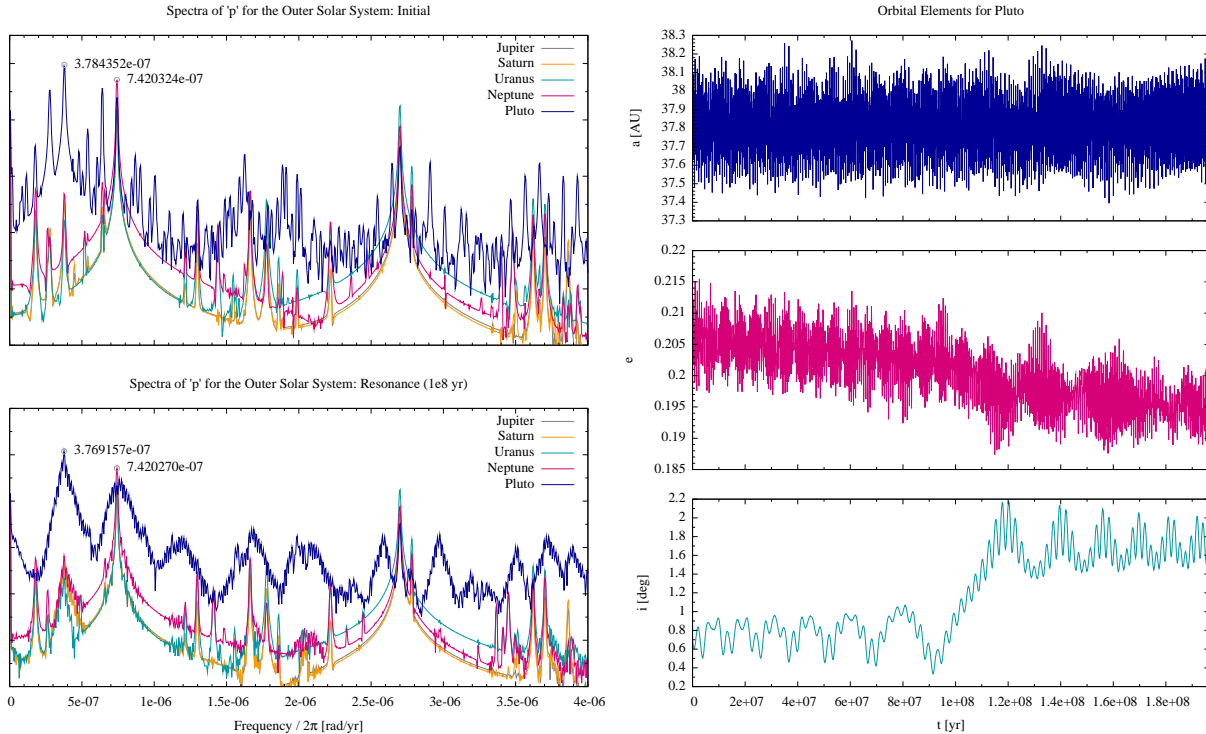 Spectra of 'p' for the Outer Solar System: Initial
3.784352e-07
7.420324e-07
Jupiter
Saturn
Uranus
Neptune
Pluto
Spectra of 'p' for the Outer Solar System: Resonance (1e8 yr)
3.769157e-07
7.420270e-07
Jupiter
Saturn
Uranus
Neptune
Pluto
0 5e-07 1e-06 1.5e-06 2e-06 2.5e-06 3e-06 3.5e-06 4e-06
Frequency / 2π [rad/yr]
Orbital Elements for Pluto
a [AU]
38.3
38.2
38.1
38
37.9
37.8
37.7
37.6
37.5
37.4
37.3
e
0.22
0.215
0.21
0.205
0.2
0.195
0.19
0.185
i [deg]
2.2
2
1.8
1.6
1.4
1.2
1
0.8
0.6
0.4
0.2
0 2e+07 4e+07 6e+07 8e+07 1e+08 1.2e+08 1.4e+08 1.6e+08 1.8e+08
t [yr]